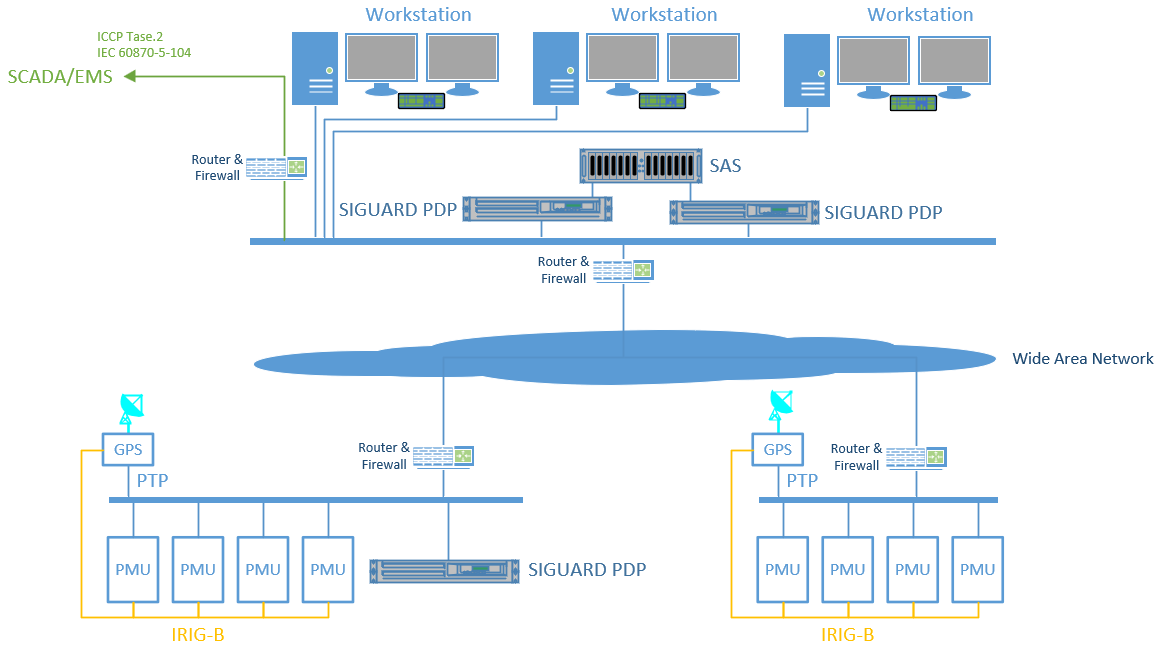 Workstation
Workstation
Workstation
ICCP Tase.2
IEC 60870-5-104
SCADA/EMS
Router &
Firewall
SAS
SIGUARD PDP
SIGUARD PDP
Router &
Firewall
Wide Area Network
GPS
PTP
Router &
Firewall
GPS
PTP
Router &
Firewall
PMU
PMU
PMU
PMU
SIGUARD PDP
PMU
PMU
PMU
PMU
IRIG-B
IRIG-B